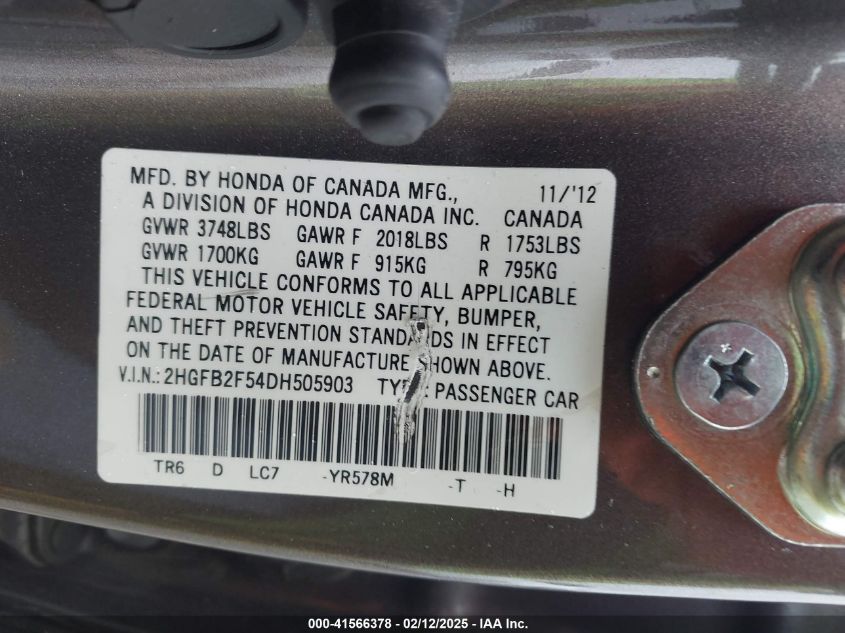 MFD. BY HONDA OF CANADA MFG., 11/'12
A DIVISION OF HONDA CANADA INC. CANADA
GVWR 3748LBS GAWR F 2018LBS R 1753LBS
GVWR 1700KG GAWR F 915KG R 795KG
THIS VEHICLE CONFORMS TO ALL APPLICABLE
FEDERAL MOTOR VEHICLE SAFETY, BUMPER,
AND THEFT PREVENTION STANDARDS IN EFFECT
ON THE DATE OF MANUFACTURE SHOWN ABOVE.
V.I.N.: 2HGFB2F54DH505903 TYPE: PASSENGER CAR
TR6 D LC7 -YR578M -T -H
000-41566378 - 02/12/2025 - IAA Inc.